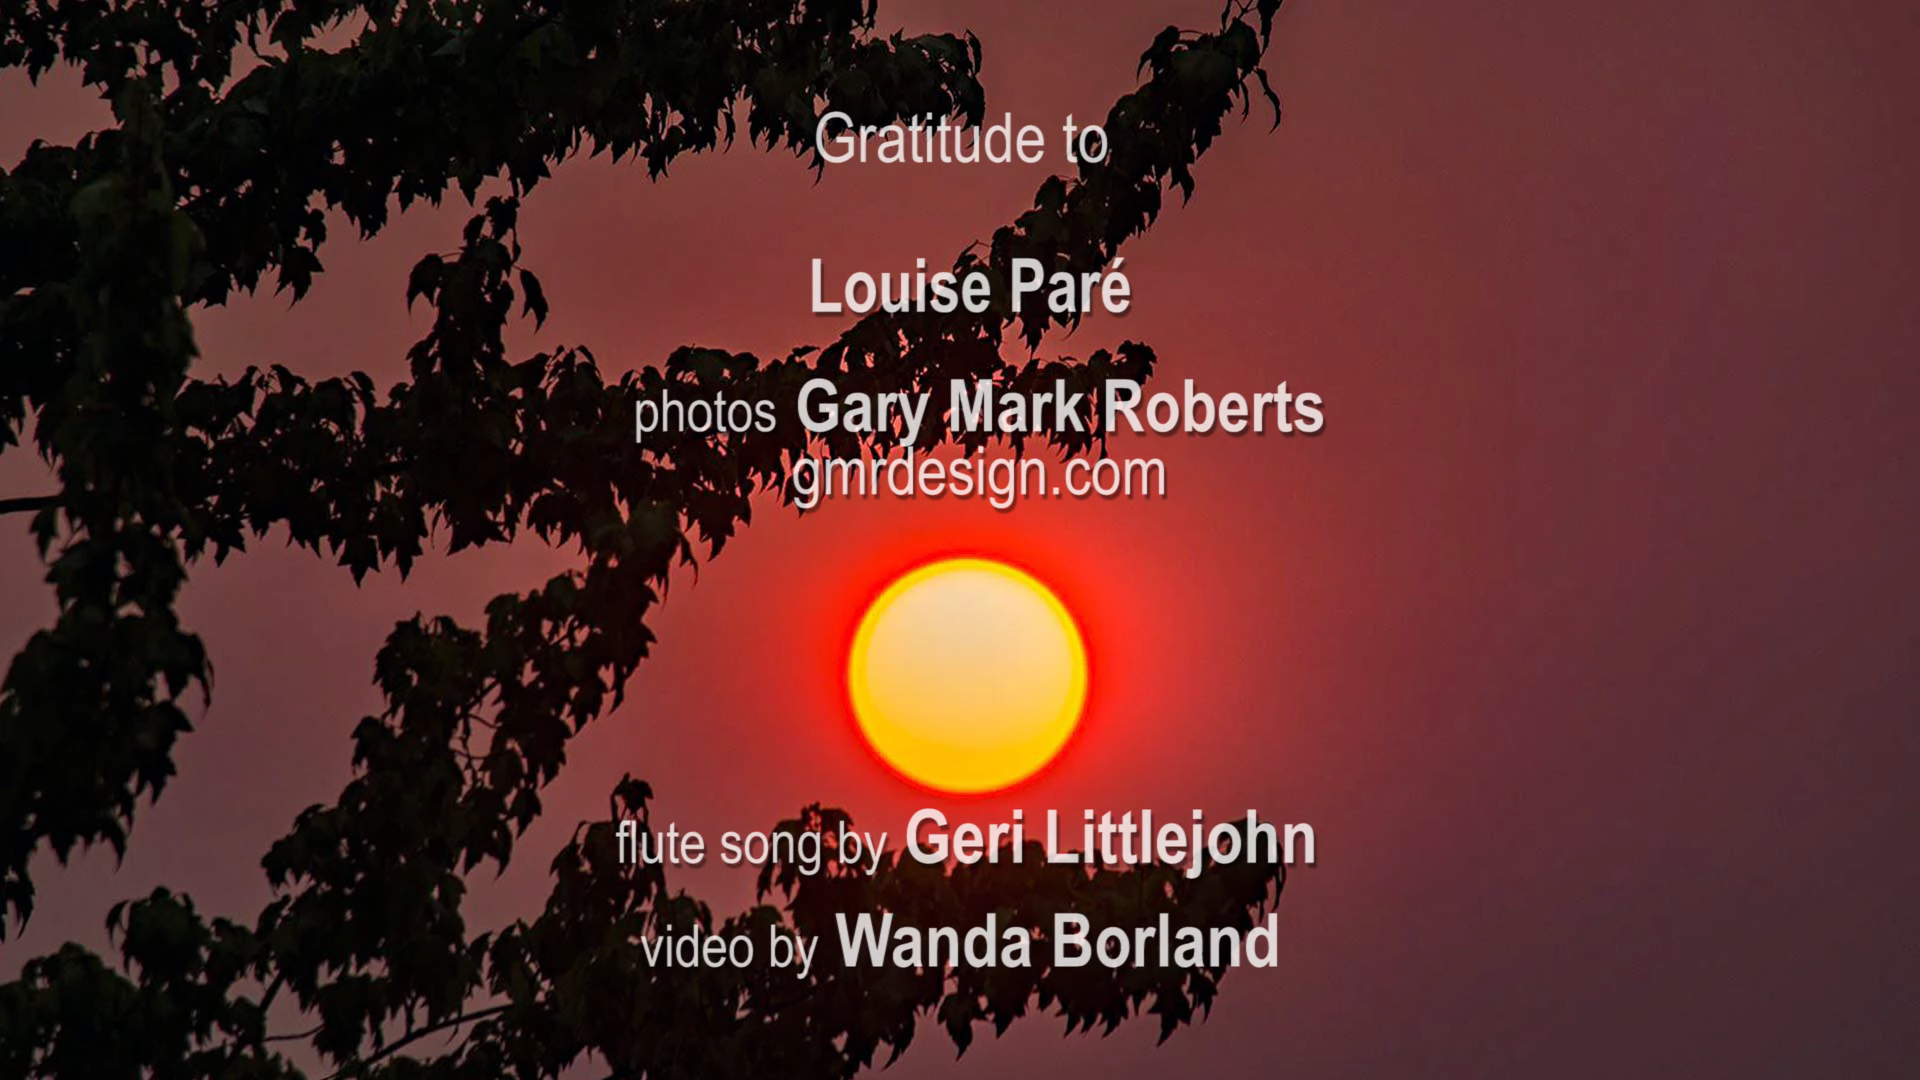 Gratitude to
Louise Paré
photos Gary Mark Roberts
gmrdesign.com
flute song by Geri Littlejohn
video by Wanda Borland